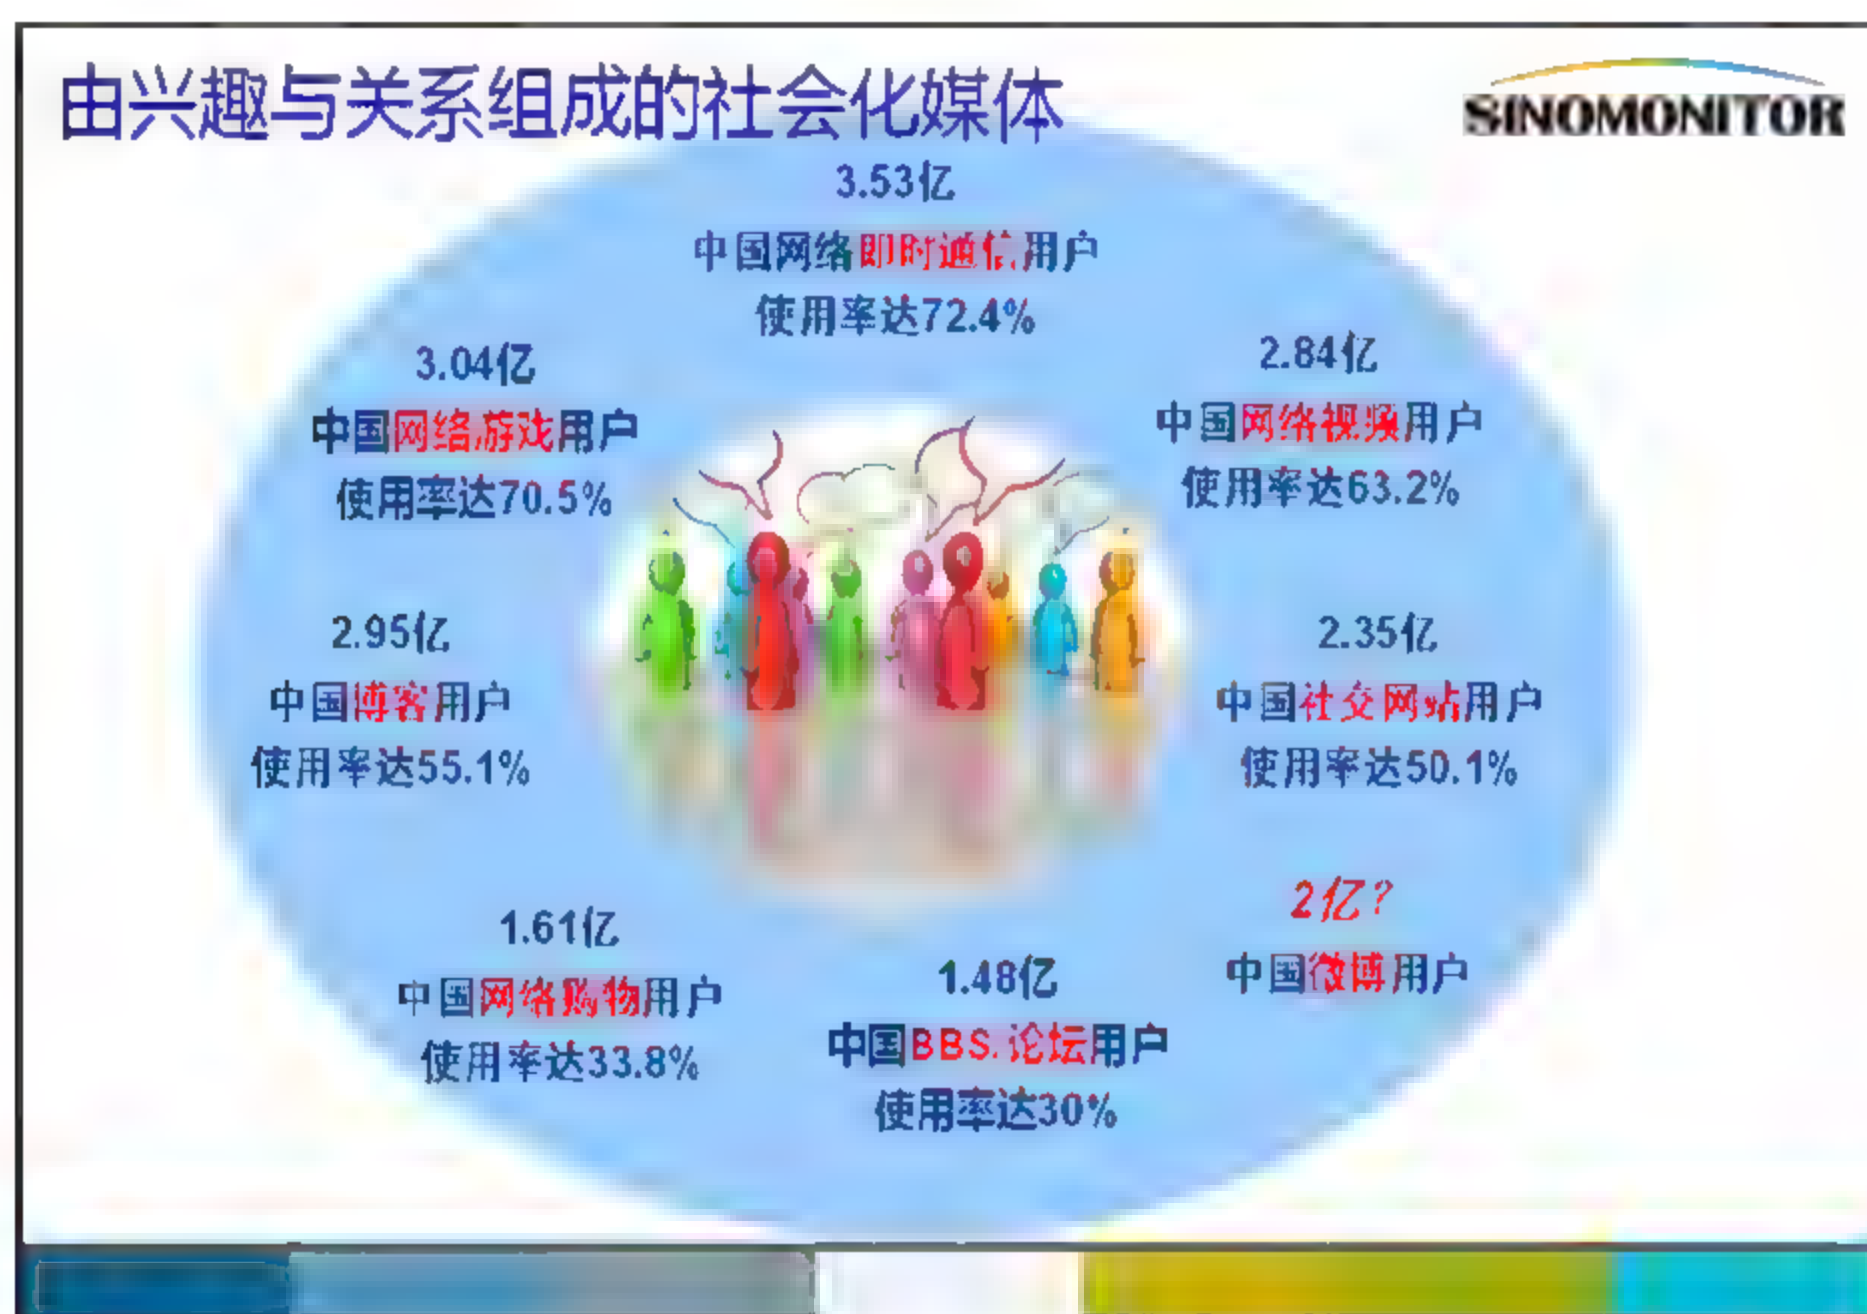 由兴趣与关系组成的社会化媒体
SINOMONITOR
3.53亿
中国网络即时通信用户
使用率达72.4%
3.04亿
中国网络游戏用户
使用率达70.5%
2.84亿
中国网络视频用户
使用率达63.2%
2.95亿
中国博客用户
使用率达55.1%
2.35亿
中国社交网站用户
使用率达50.1%
1.61亿
中国网络购物用户
使用率达33.8%
1.48亿
中国BBS.论坛用户
使用率达30%
2亿?
中国微博用户